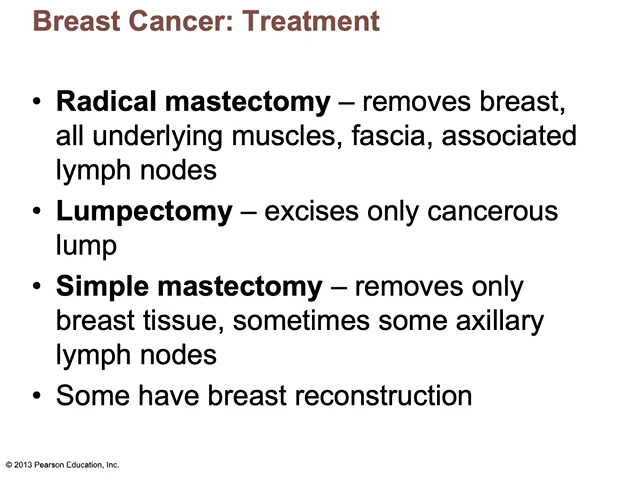 Breast Cancer: Treatment
• Radical mastectomy – removes breast,
all underlying muscles, fascia, associated
lymph nodes
• Lumpectomy – excises only cancerous
lump
• Simple mastectomy – removes only
breast tissue, sometimes some axillary
lymph nodes
• Some have breast reconstruction
© 2013 Pearson Education, Inc.